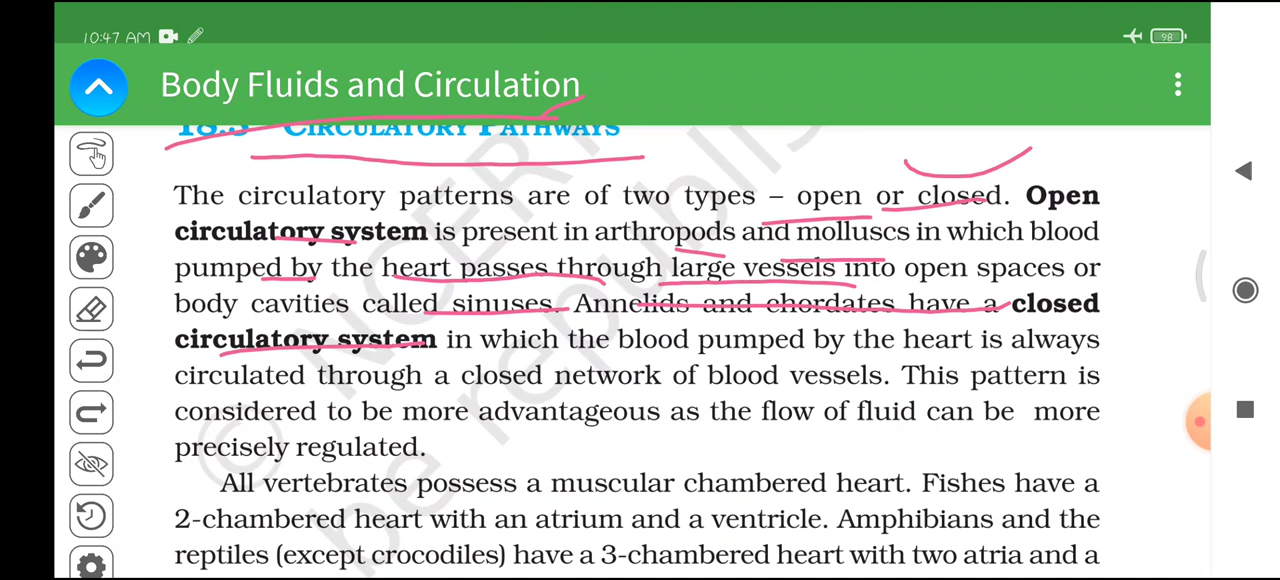 10:47 AM
98
Body Fluids and Circulation
18.3 CIRCULATORY PATHWAYS
The circulatory patterns are of two types – open or closed. Open
circulatory system is present in arthropods and molluscs in which blood
pumped by the heart passes through large vessels into open spaces or
body cavities called sinuses. Annelids and chordates have a closed
circulatory system in which the blood pumped by the heart is always
circulated through a closed network of blood vessels. This pattern is
considered to be more advantageous as the flow of fluid can be more
precisely regulated.
All vertebrates possess a muscular chambered heart. Fishes have a
2-chambered heart with an atrium and a ventricle. Amphibians and the
reptiles (except crocodiles) have a 3-chambered heart with two atria and a
© NCERT
be republis